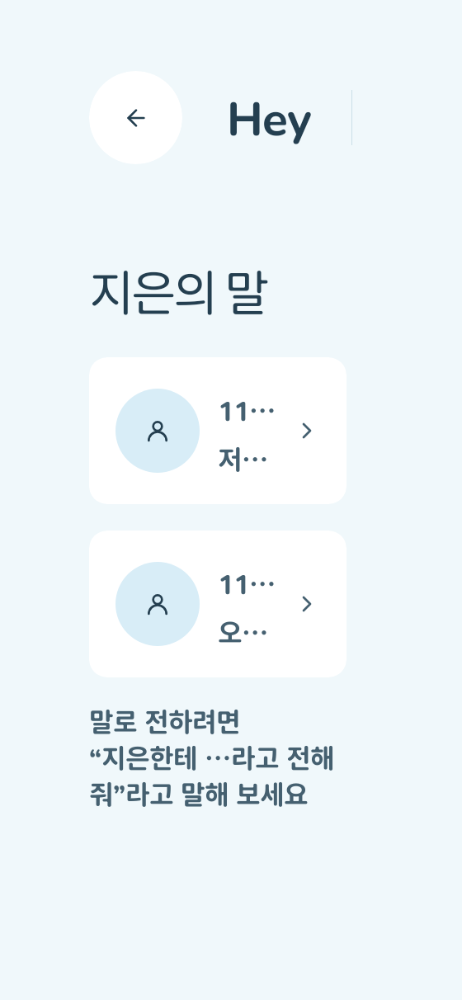 Hey
지은의 말
11…
저…
11…
오…
말로 전하려면
“지은한테 …라고 전해
줘”라고 말해 보세요